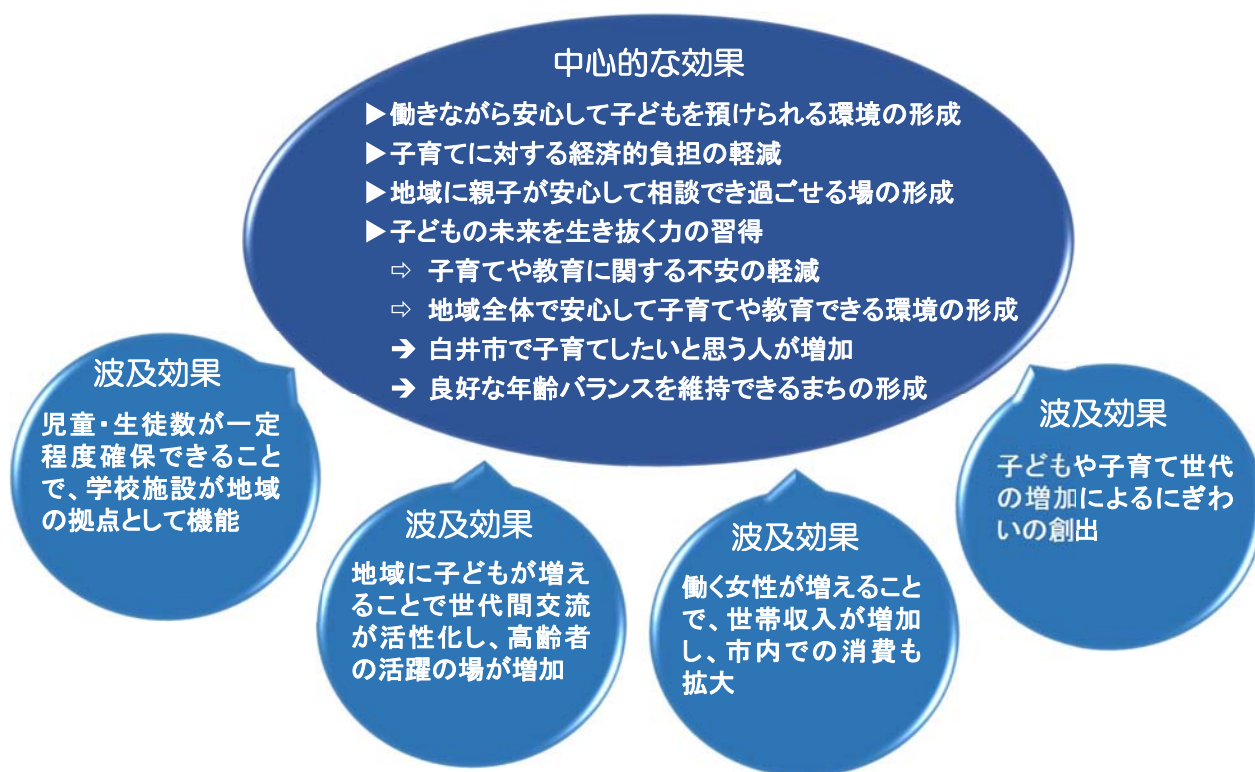 中心的な効果
▶働きながら安心して子どもを預けられる環境の形成
▶子育てに対する経済的負担の軽減
▶地域に親子が安心して相談でき過ごせる場の形成
▶子どもの未来を生き抜く力の習得
⇨ 子育てや教育に関する不安の軽減
⇨ 地域全体で安心して子育てや教育できる環境の形成
➔ 白井市で子育てしたいと思う人が増加
➔ 良好な年齢バランスを維持できるまちの形成
波及効果
児童・生徒数が一定
程度確保できること
で、学校施設が地域
の拠点として機能
波及効果
地域に子どもが増え
ることで世代間交流
が活性化し、高齢者
の活躍の場が増加
波及効果
働く女性が増えること
で、世帯収入が増加
し、市内での消費も
拡大
波及効果
子どもや子育て世代
の増加によるにぎわ
いの創出